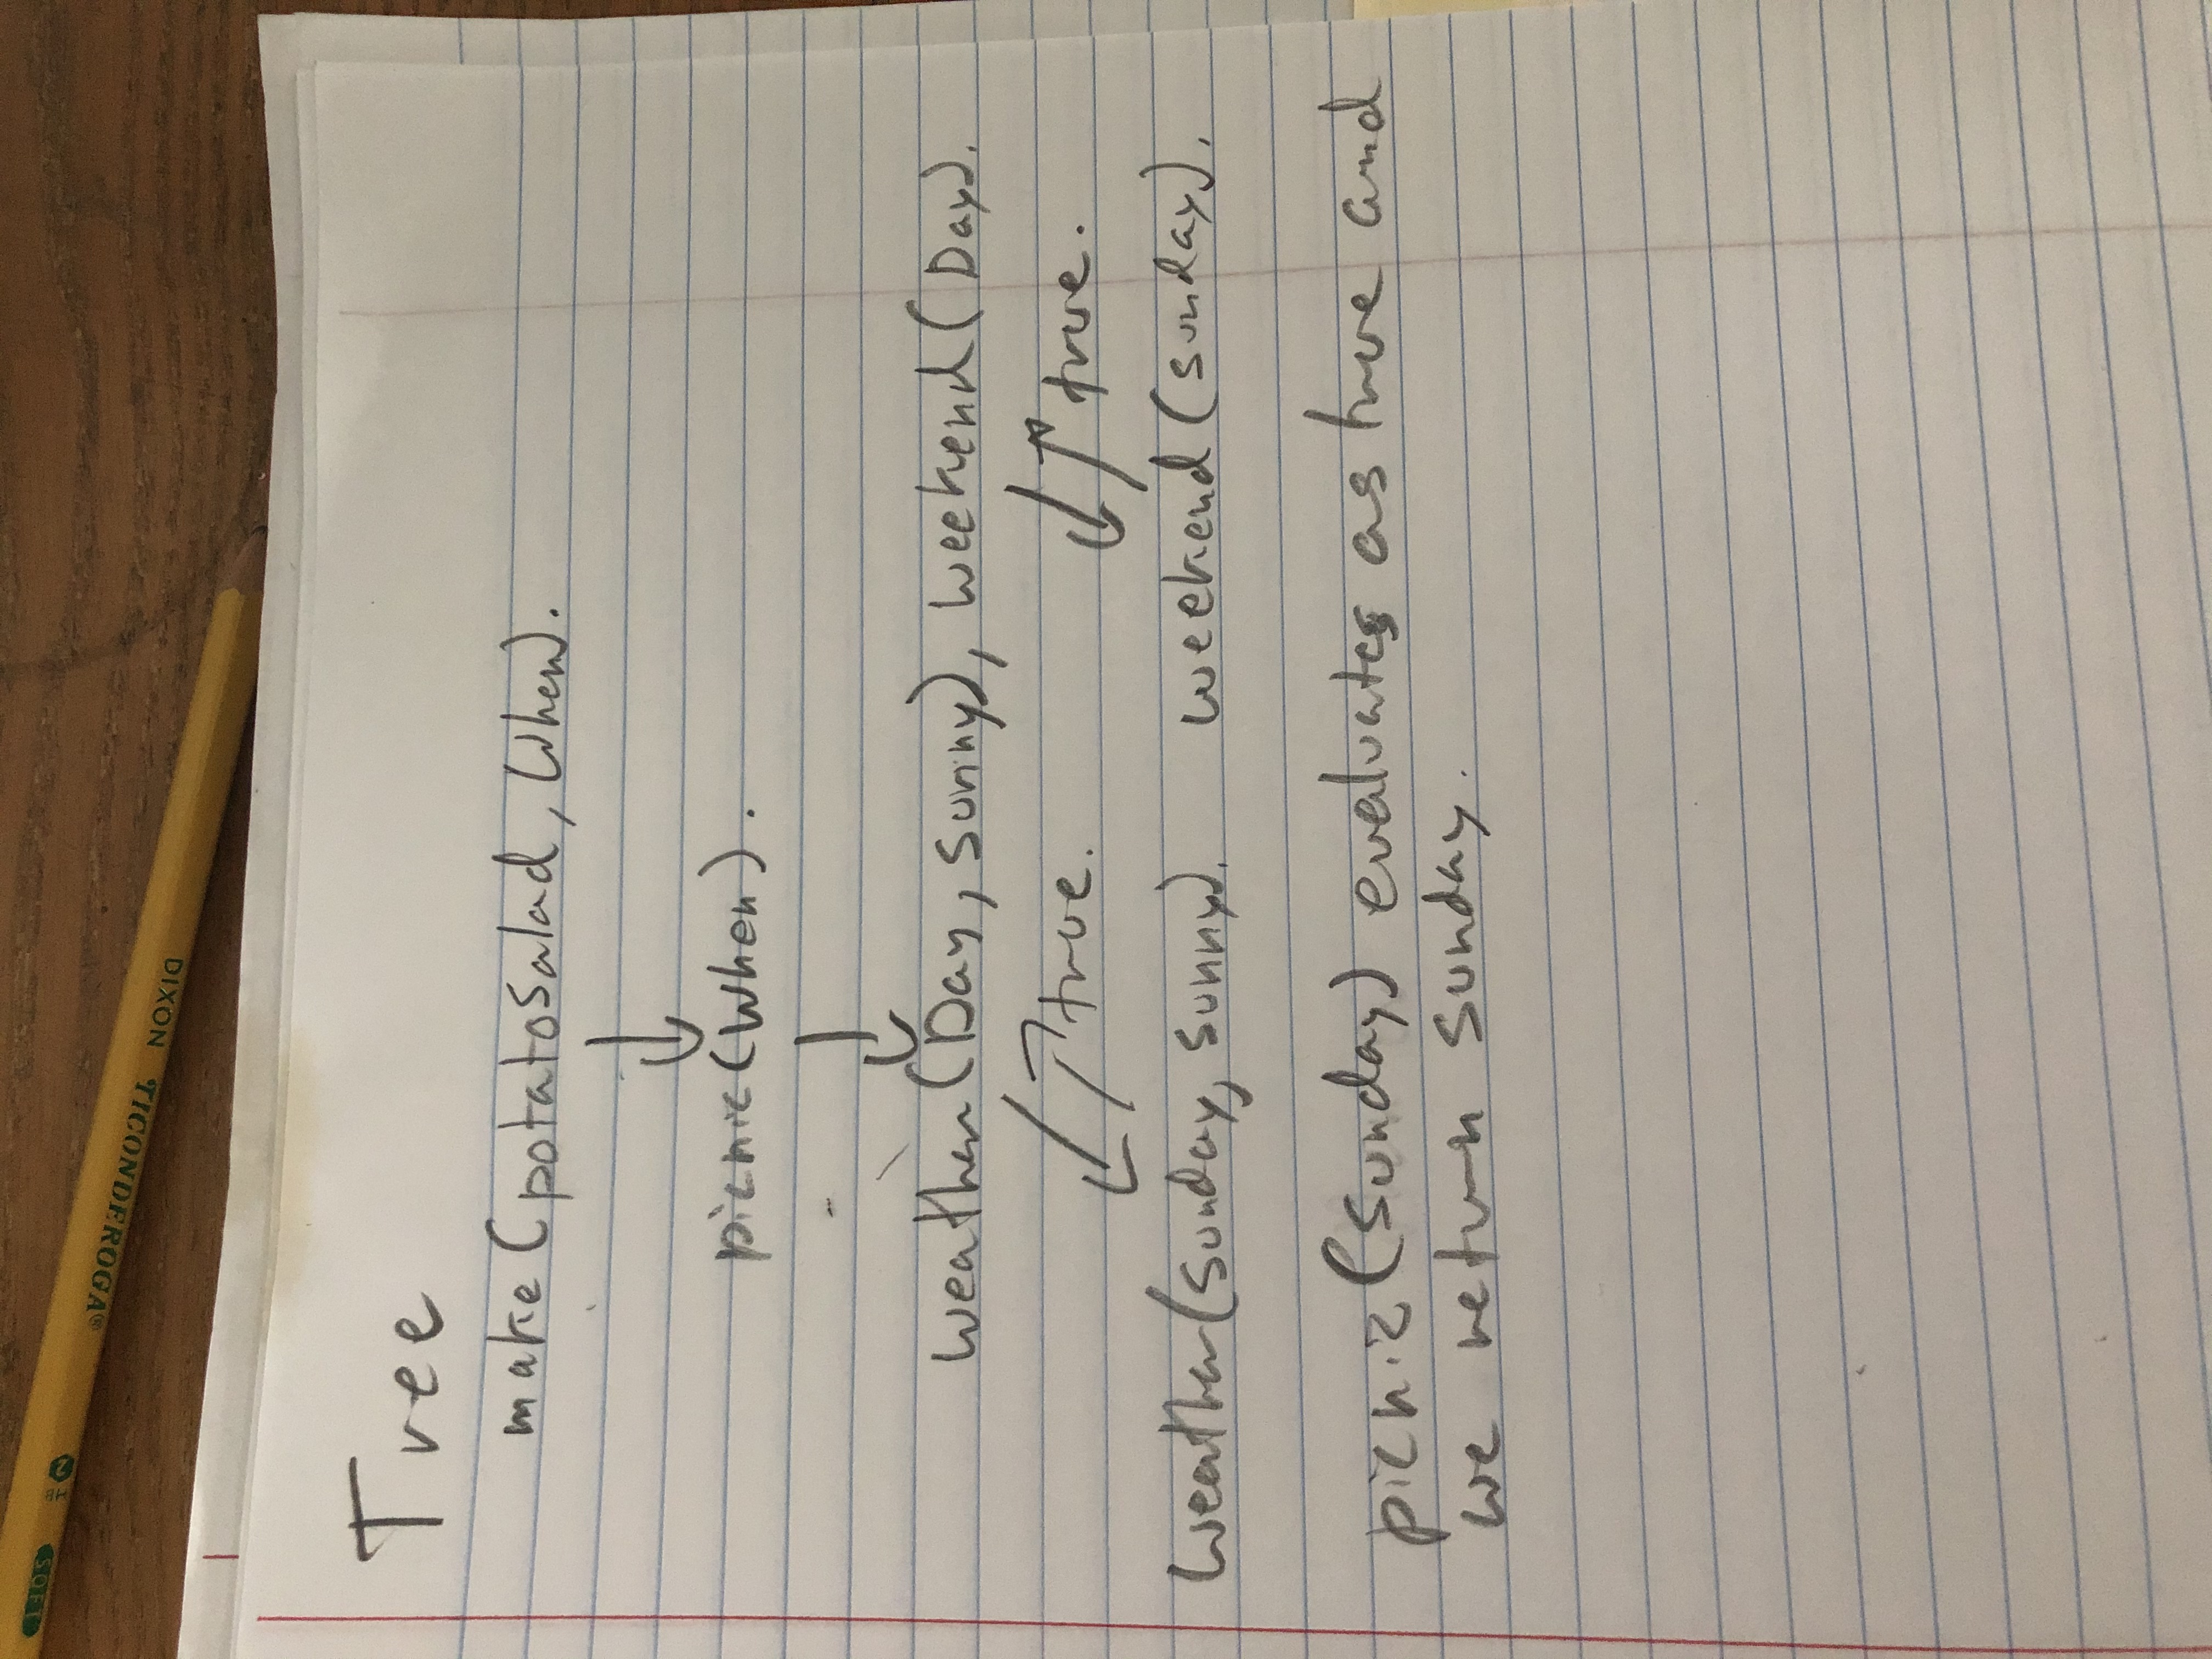 SOFT 2 HB TICONDEROGA® DIXON
Tree
make(potatosalad, When).
picnic(When).
weather(Day, sunny), weekend(Day).
true. true.
weather(sunday, sunny). weekend(sunday).
picnic(sunday) evaluates as true and
we return sunday.